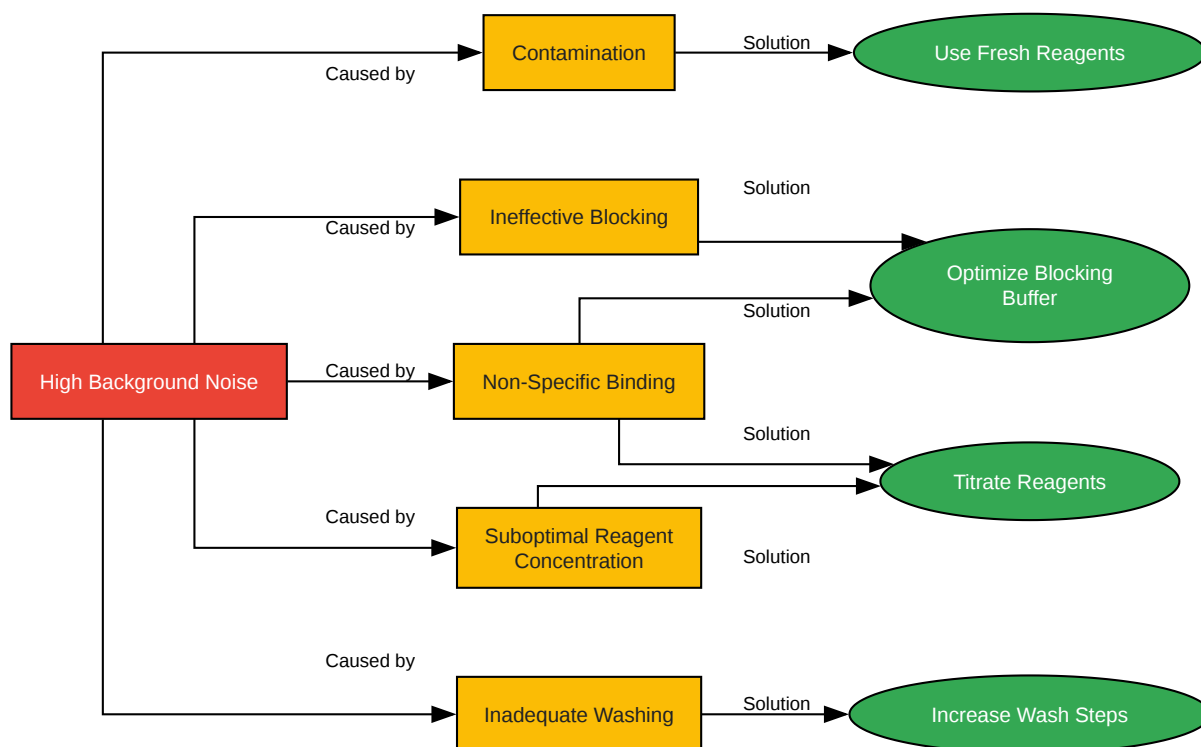 Contamination
Solution
Use Fresh Reagents
Caused by
Solution
Ineffective Blocking
Caused by
Optimize Blocking
Buffer
Solution
High Background Noise
Caused by
Non-Specific Binding
Solution
Titrate Reagents
Caused by
Suboptimal Reagent
Concentration
Solution
Caused by
Inadequate Washing
Solution
Increase Wash Steps